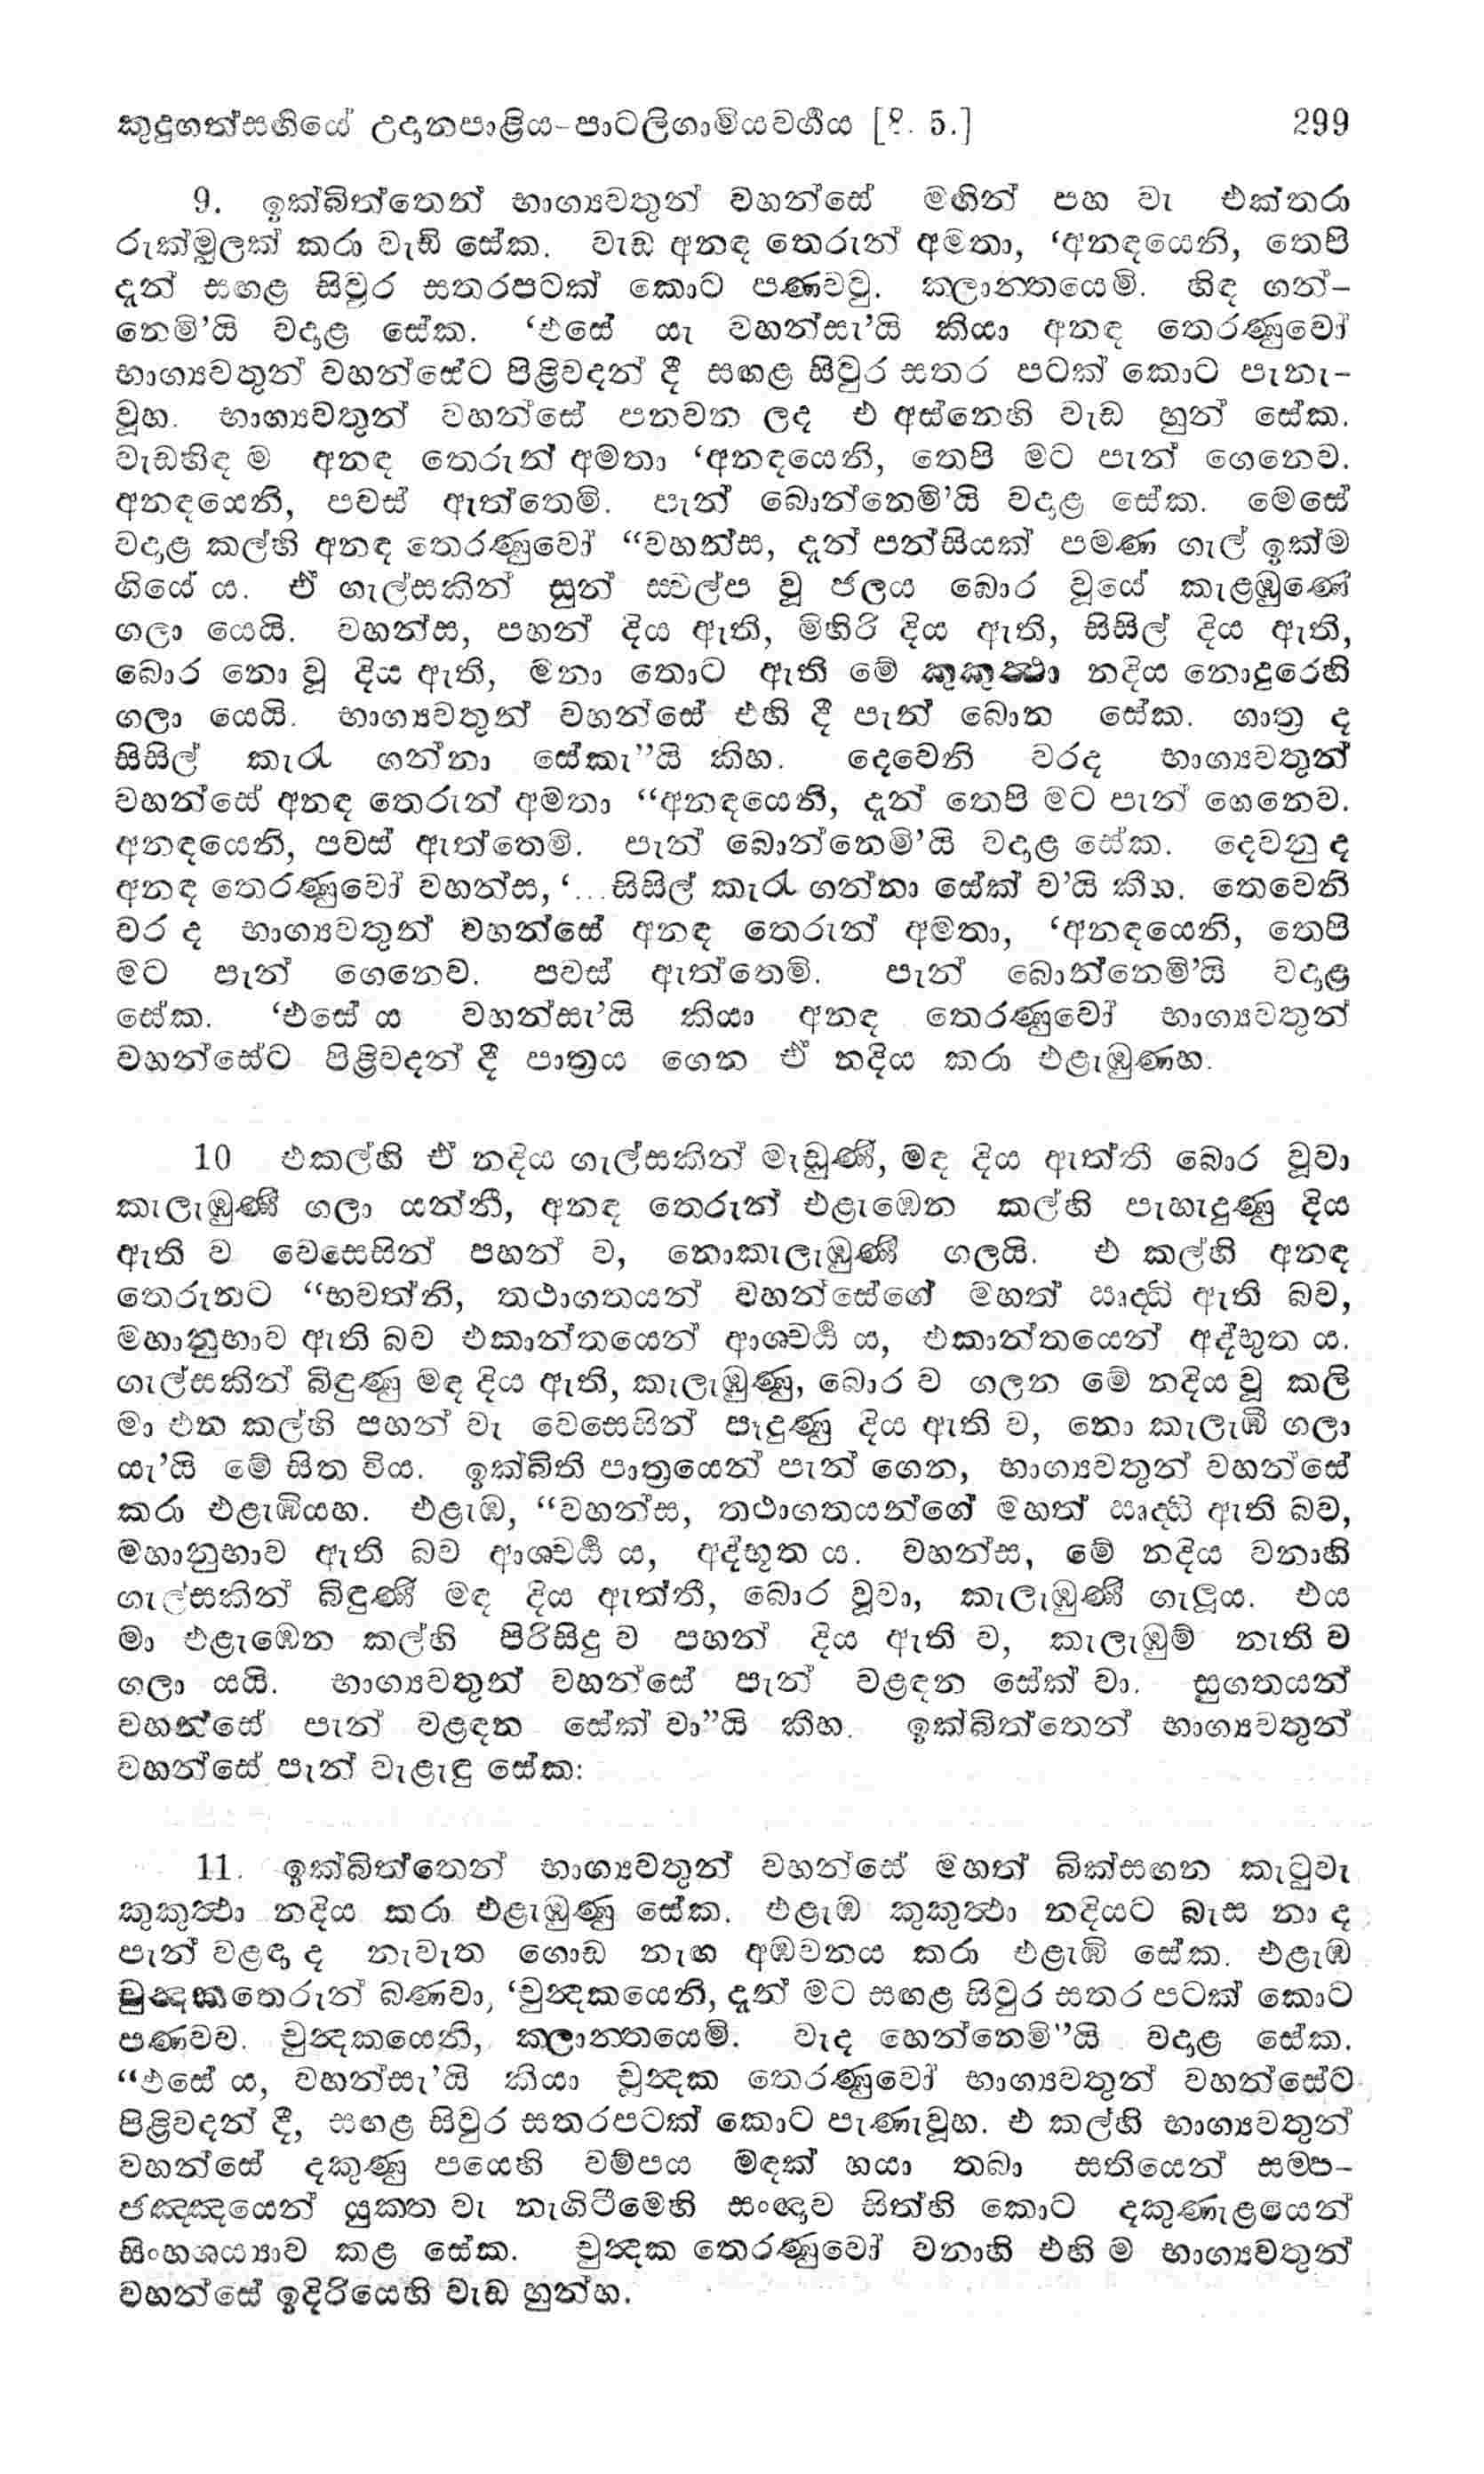 කුදුගත්සඟියේ උදානපාළිය-පාටලිගාමියවර්‍ගය [8. 5.] 299
9. ඉක්බිත්තෙන් භාග්‍යවතුන් වහන්සේ මඟින් පහ වැ එක්තරා
රුක්මුලක් කරා වැඩි සේක. වැඩ අනඳ තෙරුන් අමතා, ‘අනඳයෙනි, තෙපි
දැන් සඟළ සිවුර සතරපටක් කොට පණවවු. ක්ලාන්තයෙමි. හිඳ ගන්-
නෙමි’යි වදාළ සේක. ‘එසේ යැ වහන්සැ’යි කියා අනඳ තෙරණුවෝ
භාග්‍යවතුන් වහන්සේට පිළිවදන් දී සඟළ සිවුර සතර පටක් කොට පැනැ-
වූහ. භාග්‍යවතුන් වහන්සේ පනවන ලද එ අස්නෙහි වැඩ හුන් සේක.
වැඩහිඳ ම අනඳ තෙරුන් අමතා ‘අනඳයෙනි, තෙපි මට පැන් ගෙනෙව.
අනඳයෙනි, පවස් ඇත්තෙමි. පැන් බොන්නෙමි’යි වදාළ සේක. මෙසේ
වදාළ කල්හි අනඳ තෙරණුවෝ “වහන්ස, දැන් පන්සියක් පමණ ගැල් ඉක්ම
ගියේ ය. ඒ ගැල්සකින් සුන් ස්වල්ප වූ ජලය බොර වූයේ කැළඹුණේ
ගලා යෙයි. වහන්ස, පහන් දිය ඇති, මිහිරි දිය ඇති, සිසිල් දිය ඇති,
බොර නො වූ දිය ඇති, මනා තොට ඇති මේ කුකුත්ථා නදිය නොදුරෙහි
ගලා යෙයි. භාග්‍යවතුන් වහන්සේ එහි දී පැන් බොන සේක. ගාත්‍ර ද
සිසිල් කැරැ ගන්නා සේකැ”යි කිහ. දෙවෙනි වරද භාග්‍යවතුන්
වහන්සේ අනඳ තෙරුන් අමතා “අනඳයෙනි, දැන් තෙපි මට පැන් ගෙනෙව.
අනඳයෙනි, පවස් ඇත්තෙමි. පැන් බොන්නෙමි’යි වදාළ සේක. දෙවනු ද
අනඳ තෙරණුවෝ වහන්ස, ‘...සිසිල් කැරැ ගන්නා සේක් ව’යි කීහ. තෙවෙනි
වර ද භාග්‍යවතුන් වහන්සේ අනඳ තෙරුන් අමතා, ‘අනඳයෙනි, තෙපි
මට පැන් ගෙනෙව. පවස් ඇත්තෙමි. පැන් බොන්නෙමි’යි වදාළ
සේක. ‘එසේ ය වහන්සැ’යි කියා අනඳ තෙරණුවෝ භාග්‍යවතුන්
වහන්සේට පිළිවදන් දී පාත්‍රය ගෙන ඒ නදිය කරා එළැඹුණහ.
10 එකල්හි ඒ නදිය ගැල්සකින් මැඬුණී, මඳ දිය ඇත්තී බොර වූවා
කැලැඹුණී ගලා යන්නී, අනඳ තෙරුන් එළැඹෙන කල්හි පැහැදුණු දිය
ඇති ව වෙසෙසින් පහන් ව, නොකැලැඹුණී ගලයි. එ කල්හි අනඳ
තෙරුනට “භවත්නි, තථාගතයන් වහන්සේගේ මහත් සෘද්ධි ඇති බව,
මහානුභාව ඇති බව එකාන්තයෙන් ආශ්චර්‍ය ය, එකාන්තයෙන් අද්භූත ය.
ගැල්සකින් බිඳුණු මඳ දිය ඇති, කැලැඹුණු, බොර ව ගලන මේ නදිය වූ කලි
මා එන කල්හි පහන් වැ වෙසෙසින් පෑදුණු දිය ඇති ව, නො කැලැඹී ගලා
යැ’යි මේ සිත විය. ඉක්බිති පාත්‍රයෙන් පැන් ගෙන, භාග්‍යවතුන් වහන්සේ
කරා එළැඹියහ. එළැඹ, “වහන්ස, තථාගතයන්ගේ මහත් සෘද්ධි ඇති බව,
මහානුභාව ඇති බව ආශ්චර්‍ය ය, අද්භූත ය. වහන්ස, මේ නදිය වනාහි
ගැල්සකින් බිඳුණී මඳ දිය ඇත්තී, බොර වූවා, කැලැඹුණී ගැලූය. එය
මා එළැඹෙන කල්හි පිරිසිදු ව පහන් දිය ඇති ව, කැලැඹුම් නැති ව
ගලා යයි. භාග්‍යවතුන් වහන්සේ පැන් වළඳන සේක් වා. සුගතයන්
වහන්සේ පැන් වළඳන සේක් වා”යි කීහ. ඉක්බිත්තෙන් භාග්‍යවතුන්
වහන්සේ පැන් වැළැඳූ සේක:
11. ඉක්බිත්තෙන් භාග්‍යවතුන් වහන්සේ මහත් බික්සඟන කැටුවැ
කුකුත්ථා නදිය කරා එළැඹුණු සේක. එළැඹ කුකුත්ථා නදියට බැස නා ද
පැන් වළඳා ද නැවැත ගොඩ නැඟ අඹවනය කරා එළැඹි සේක. එළැඹ
චුන්දකතෙරුන් බණවා, ‘චුන්දකයෙනි, දැන් මට සඟළ සිවුර සතර පටක් කොට
පණවව. චුන්දකයෙනි, ක්ලාන්තයෙමි. වැද හෙන්නෙමි”යි වදාළ සේක.
“එසේ ය, වහන්සැ’යි කියා චුන්දක තෙරණුවෝ භාග්‍යවතුන් වහන්සේට
පිළිවදන් දී, සඟළ සිවුර සතරපටක් කොට පැණැවූහ. එ කල්හි භාග්‍යවතුන්
වහන්සේ දකුණු පයෙහි වම්පය මඳක් හයා තබා සතියෙන් සම්ප-
ජඤ්ඤයෙන් යුක්ත වැ නැගිටීමෙහි සංඥාව සිත්හි කොට දකුණැළයෙන්
සිංහශය්‍යාව කළ සේක. චුන්දක තෙරණුවෝ වනාහි එහි ම භාග්‍යවතුන්
වහන්සේ ඉදිරියෙහි වැඩ හුන්හ.